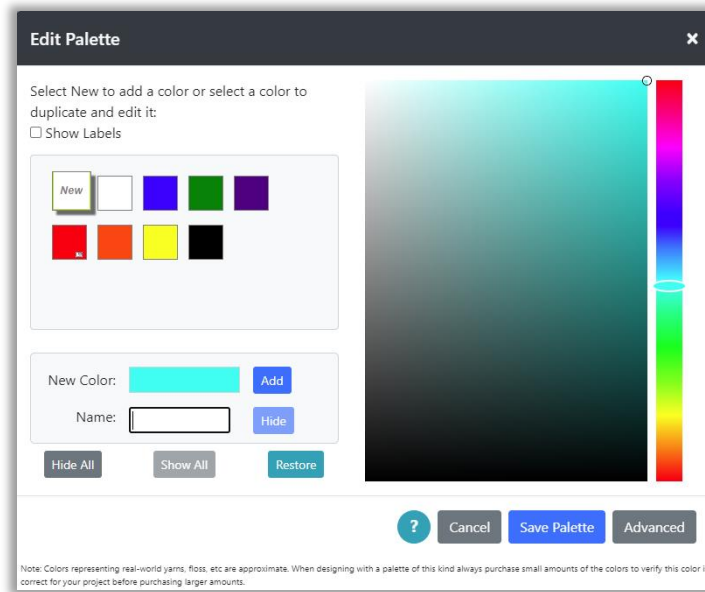 Edit Palette ×
Select New to add a color or select a color to
duplicate and edit it:
Show Labels
New
New Color:
Add
Name:
Hide
Hide All Show All Restore
? Cancel Save Palette Advanced
Note: Colors representing real-world yarns, floss, etc are approximate. When designing with a palette of this kind always purchase small amounts of the colors to verify this color i
correct for your project before purchasing larger amounts.